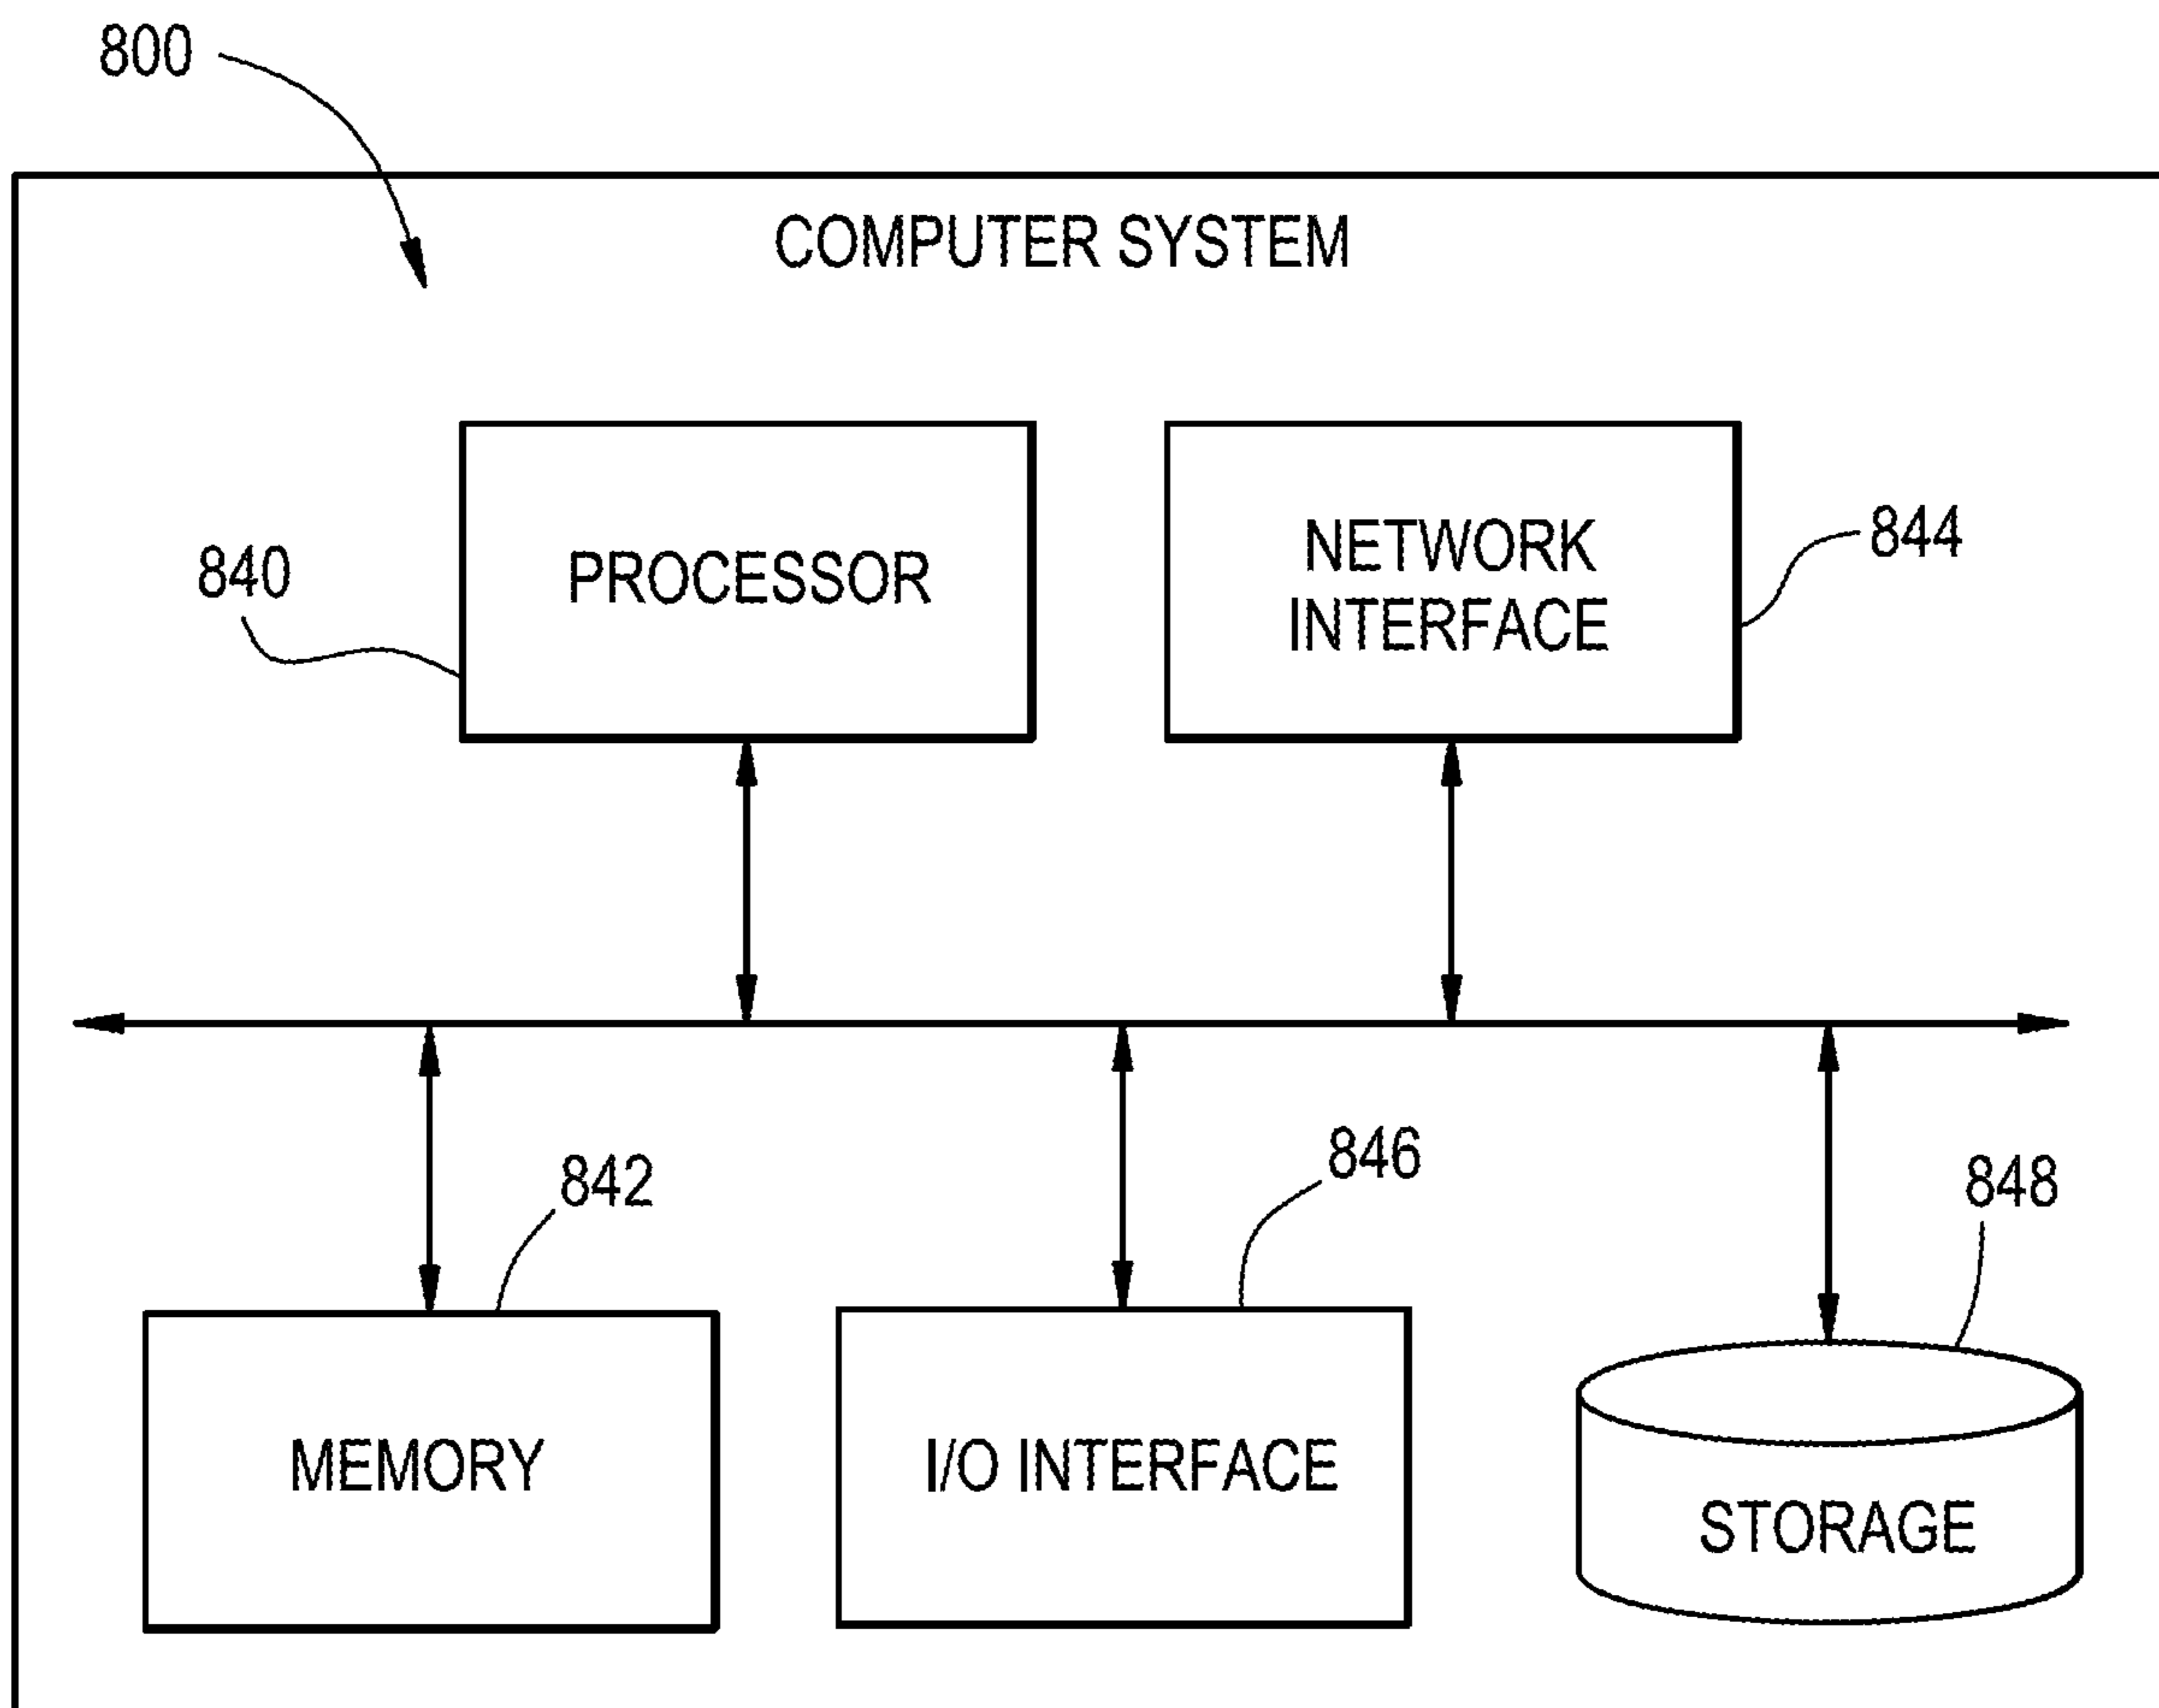 800
COMPUTER SYSTEM
840
PROCESSOR
NETWORK
INTERFACE
844
842
846
848
MEMORY
I/O INTERFACE
STORAGE